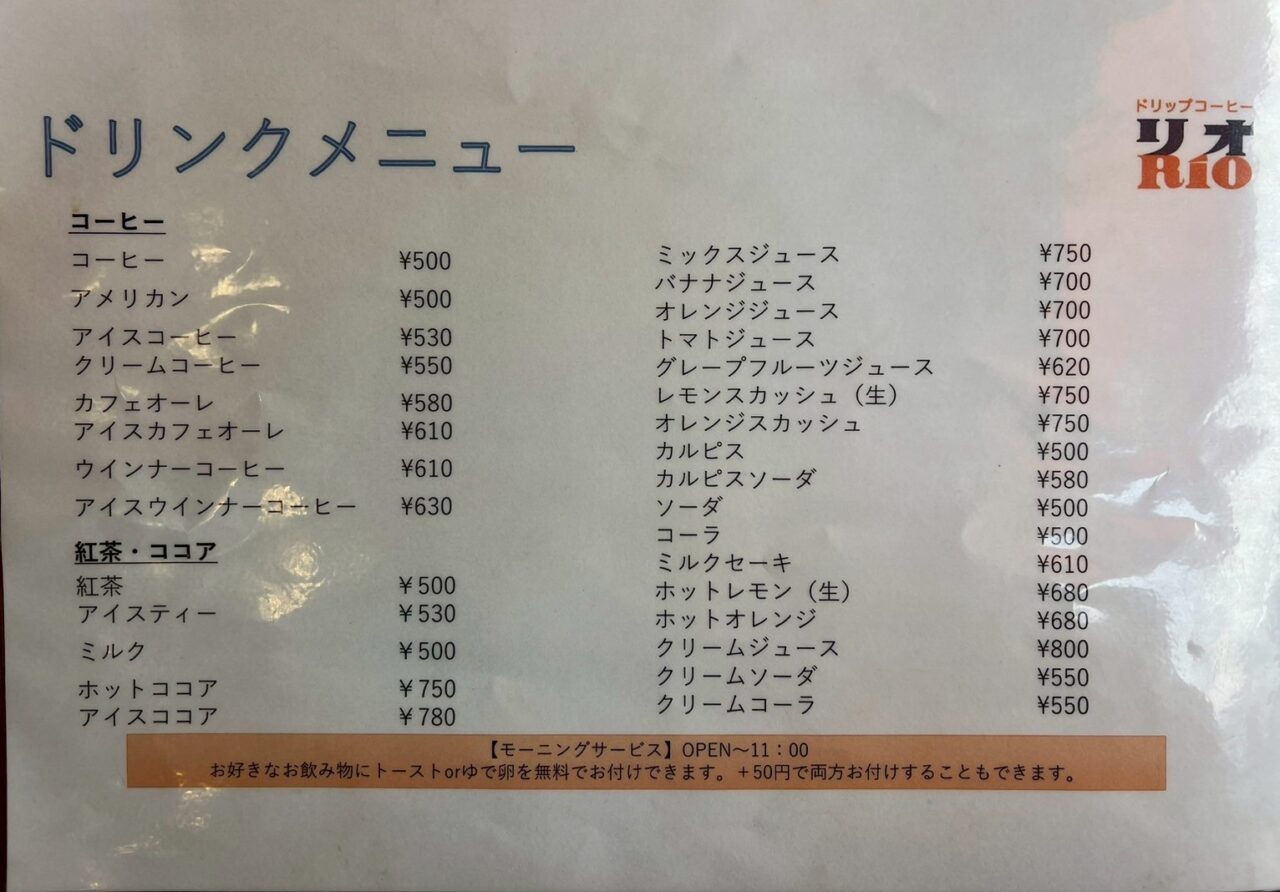 ドリンクメニュー
ドリップコーヒー
リオ
RIO
コーヒー
コーヒー ¥500
アメリカン ¥500
アイスコーヒー ¥530
クリームコーヒー ¥550
カフェオーレ ¥580
アイスカフェオーレ ¥610
ウインナーコーヒー ¥610
アイスウインナーコーヒー ¥630
紅茶・ココア
紅茶 ¥500
アイスティー ¥530
ミルク ¥500
ホットココア ¥750
アイスココア ¥780
ミックスジュース ¥750
バナナジュース ¥700
オレンジジュース ¥700
トマトジュース ¥700
グレープフルーツジュース ¥620
レモンスカッシュ（生） ¥750
オレンジスカッシュ ¥750
カルピス ¥500
カルピスソーダ ¥580
ソーダ ¥500
コーラ ¥500
ミルクセーキ ¥610
ホットレモン（生） ¥680
ホットオレンジ ¥680
クリームジュース ¥800
クリームソーダ ¥550
クリームコーラ ¥550
【モーニングサービス】OPEN～11：00
お好きなお飲み物にトーストorゆで卵を無料でお付けできます。＋50円で両方お付けすることもできます。